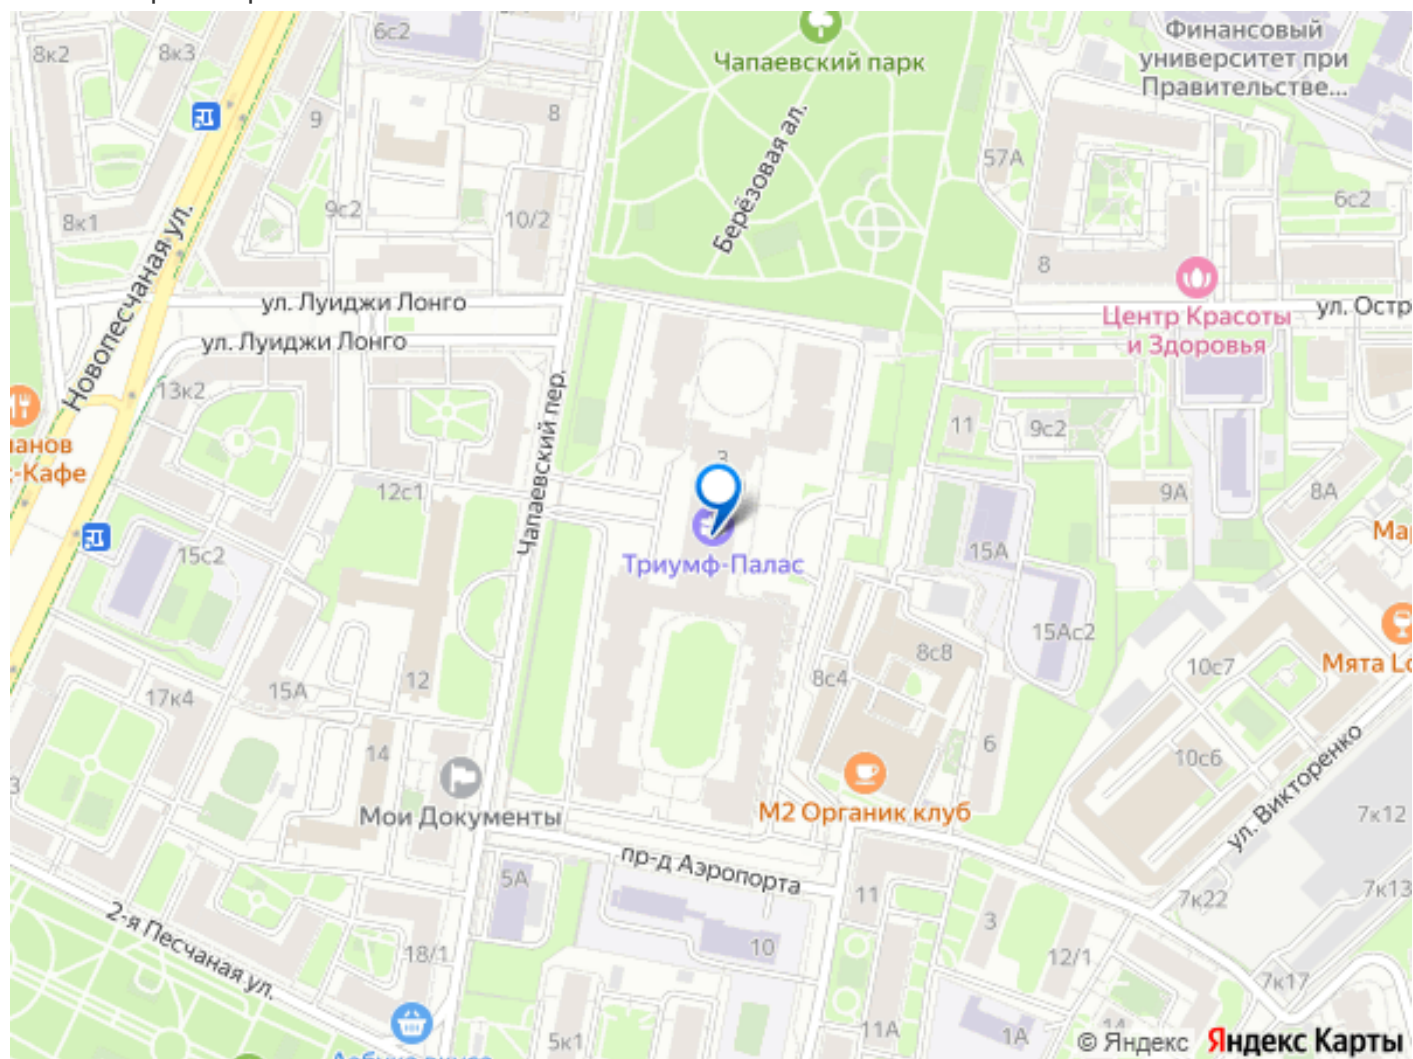 8к2
8к3
6с2
Финансовый
университет при
Правительстве...
Чапаевский парк
9
8
57А
Берёзовая ал.
8к1
9с2
10/2
6с2
Новопесчаная ул.
8
ул. Луиджи Лонго
ул. Луиджи Лонго
Центр Красоты
и Здоровья
ул. Остр
13к2
Чапаевский пер.
11
9с2
3
12с1
9А
8А
15с2
15А
Триумф-Палас
15Ас2
8с8
8с4
10с7
12
15А
17к4
14
6
10с6
ул. Викторенко
Мои Документы
М2 Органик клуб
7к12
пр-д Аэропорта
5А
11
3
7к22
7к13
2-я Песчаная ул.
18/1
10
12/1
7к17
5к1
11А
1А
© Яндекс
Яндекс Карты